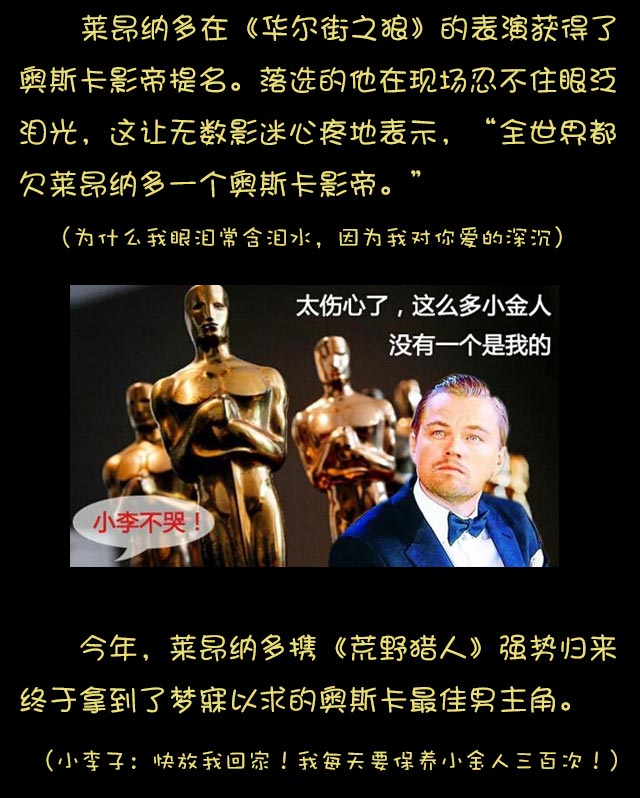 莱昂纳多在《华尔街之狼》的表演获得了
奥斯卡影帝提名。落选的他在现场忍不住眼泛
泪光，这让无数影迷心疼地表示，“全世界都
欠莱昂纳多一个奥斯卡影帝。”
（为什么我眼泪常含泪水，因为我对你爱的深沉）
太伤心了，这么多小金人
没有一个是我的
小李不哭！
今年，莱昂纳多携《荒野猎人》强势归来
终于拿到了梦寐以求的奥斯卡最佳男主角。
（小李子：快放我回家！我每天要保养小金人三百次！）